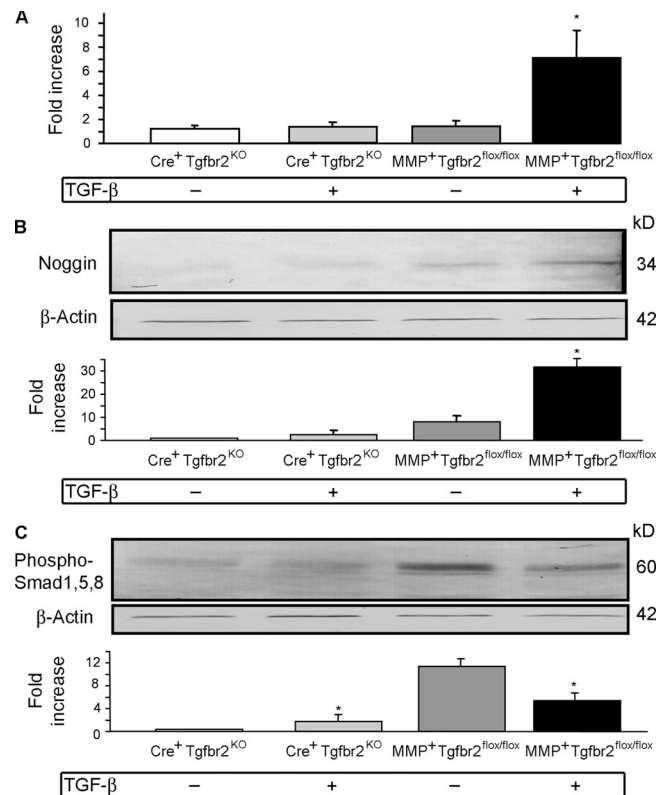 A
Fold increase
10
8
6
4
2
0
*
Cre+ Tgfbr2KO Cre+ Tgfbr2KO MMP+Tgfbr2flox/flox MMP+Tgfbr2flox/flox
TGF-β – + – +
B
kD
Noggin 34
β-Actin 42
Fold increase
30
20
10
0
*
Cre+ Tgfbr2KO Cre+ Tgfbr2KO MMP+Tgfbr2flox/flox MMP+Tgfbr2flox/flox
TGF-β – + – +
C
kD
Phospho-
Smad1,5,8 60
β-Actin 42
Fold
increase
12
8
4
0
* *
Cre+ Tgfbr2KO Cre+ Tgfbr2KO MMP+Tgfbr2flox/flox MMP+Tgfbr2flox/flox
TGF-β – + – +